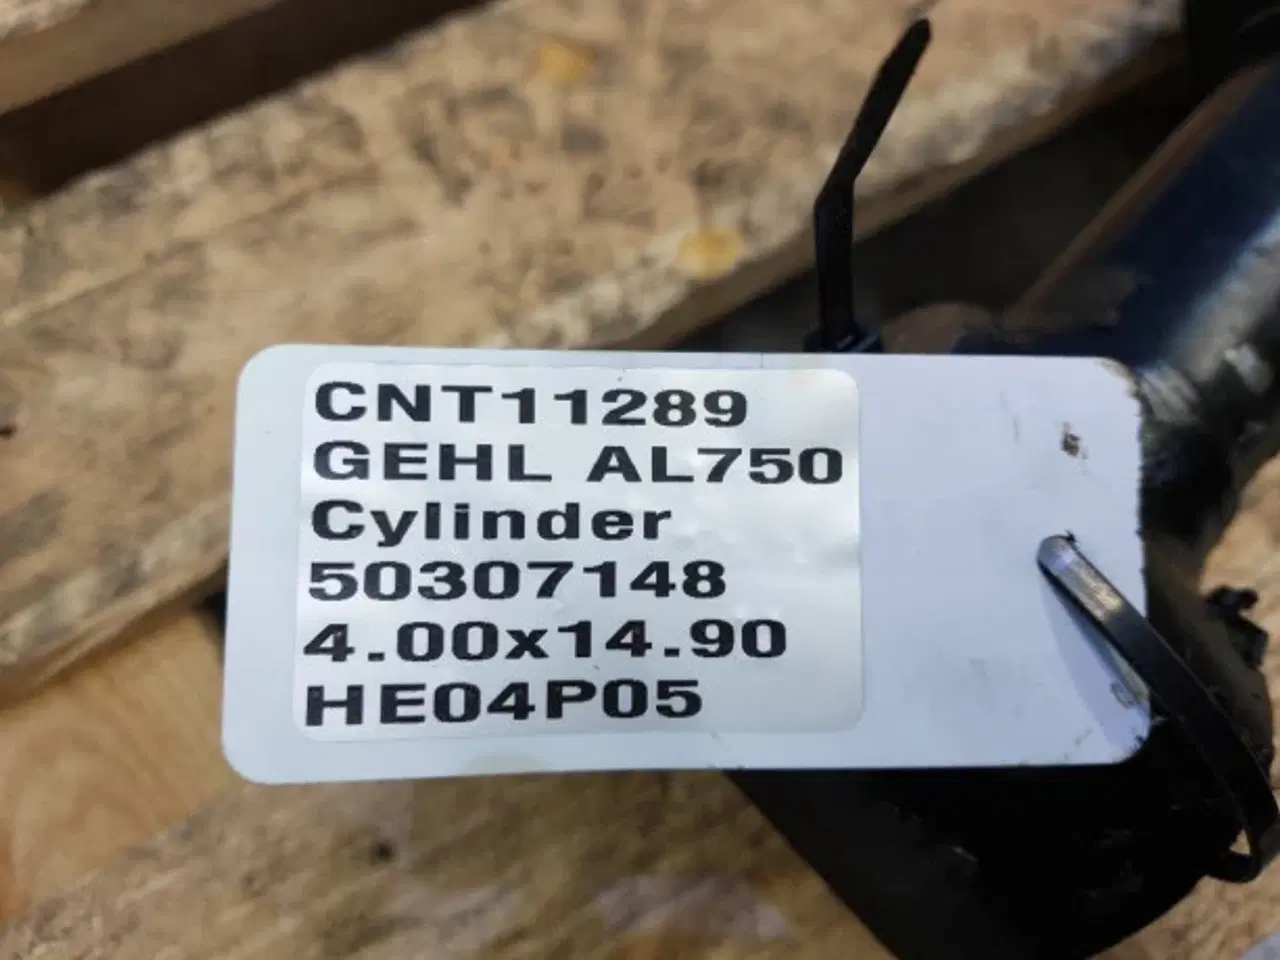 CNT11289
GEHL AL750
Cylinder
50307148
4.00x14.90
HE04P05